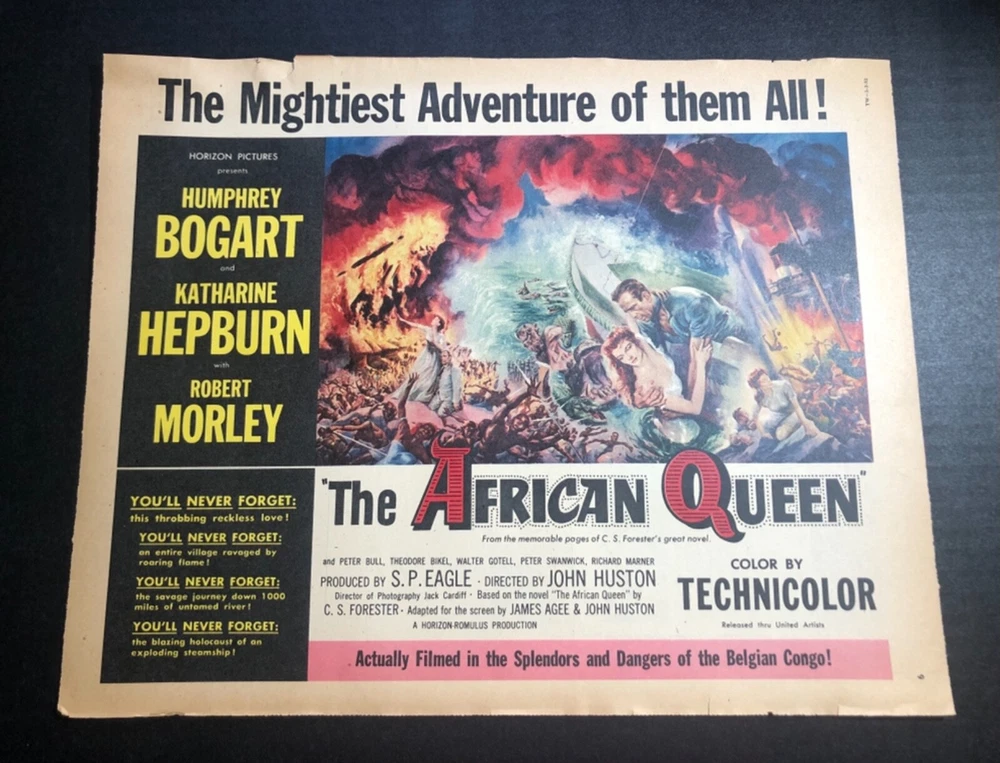 The Mightiest Adventure of them All!
HORIZON PICTURES
presents
HUMPHREY
BOGART
and
KATHARINE
HEPBURN
with
ROBERT
MORLEY
YOU'LL NEVER FORGET:
this throbbing reckless love!
YOU'LL NEVER FORGET:
an entire village ravaged by
roaring flame!
YOU'LL NEVER FORGET:
the savage journey down 1000
miles of untamed river!
YOU'LL NEVER FORGET:
the blazing holocaust of an
exploding steamship!
"The AFRICAN QUEEN"
From the memorable pages of C. S. Forester's great novel.
and PETER BULL, THEODORE BIKEL, WALTER GOTELL, PETER SWANWICK, RICHARD MARNER
PRODUCED BY S. P. EAGLE · DIRECTED BY JOHN HUSTON
Director of Photography Jack Cardiff · Based on the novel "The African Queen" by
C. S. FORESTER · Adapted for the screen by JAMES AGEE & JOHN HUSTON
A HORIZON-ROMULUS PRODUCTION
COLOR BY
TECHNICOLOR
Released thru United Artists
Actually Filmed in the Splendors and Dangers of the Belgian Congo!